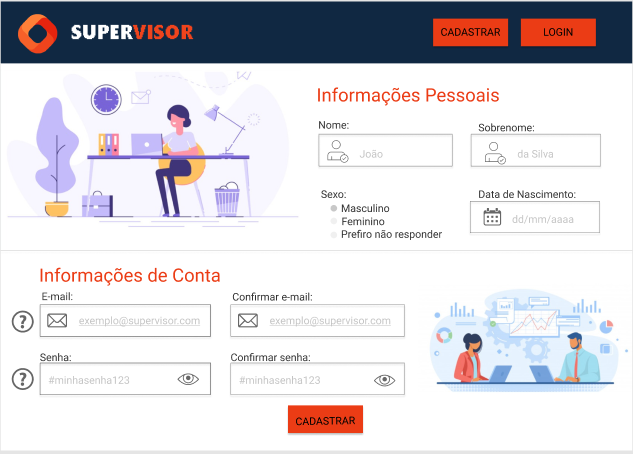 SUPERVISOR
CADASTRAR
LOGIN
Informações Pessoais
Nome:
Sobrenome:
João
da Silva
Sexo:
Data de Nascimento:
Masculino
Feminino
Prefiro não responder
dd/mm/aaaa
Informações de Conta
E-mail:
Confirmar e-mail:
?
exemplo@supervisor.com
exemplo@supervisor.com
Senha:
Confirmar senha:
?
#minhasenha123
#minhasenha123
CADASTRAR